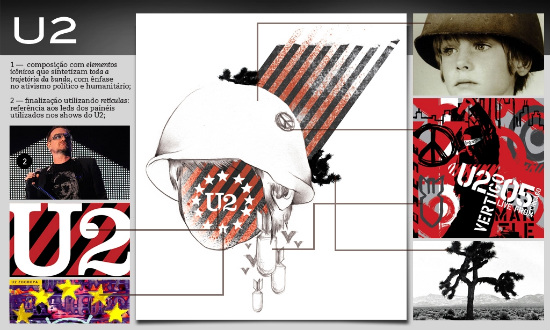 U2
1 — composição com elementos
icônicos que sintetizam toda a
trajetória da banda, com ênfase
no ativismo político e humanitário;
2 — finalização utilizando retículas:
referência aos leds dos painéis
utilizados nos shows do U2;
2
U2
U2
U2
VERTIGO
05
LIVE FROM